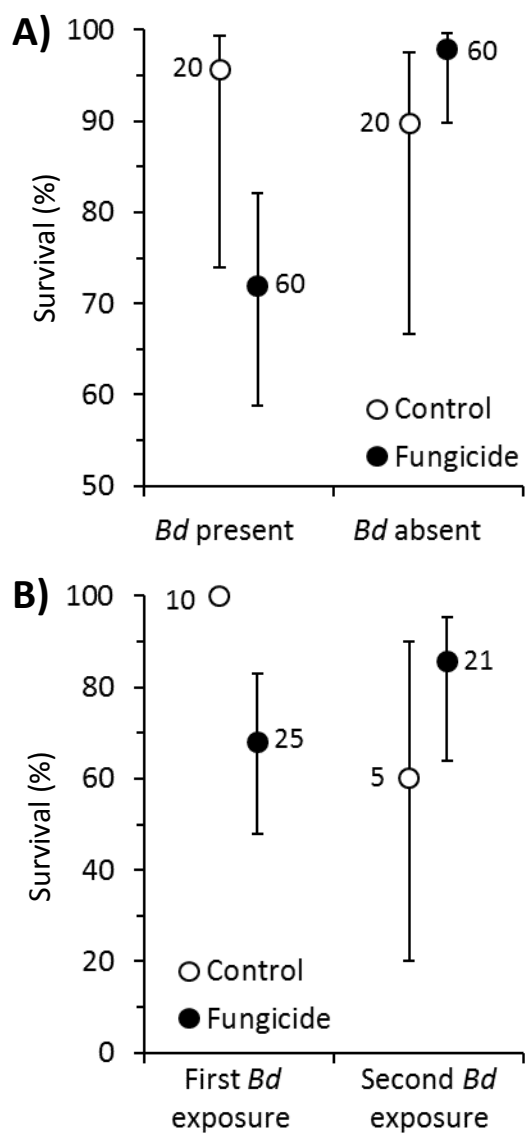 A)
Survival (%)
100
90
80
70
60
50
20
60
20
60
Control
Fungicide
Bd present
Bd absent
B)
Survival (%)
100
80
60
40
20
0
10
25
5
21
Control
Fungicide
First Bd
exposure
Second Bd
exposure